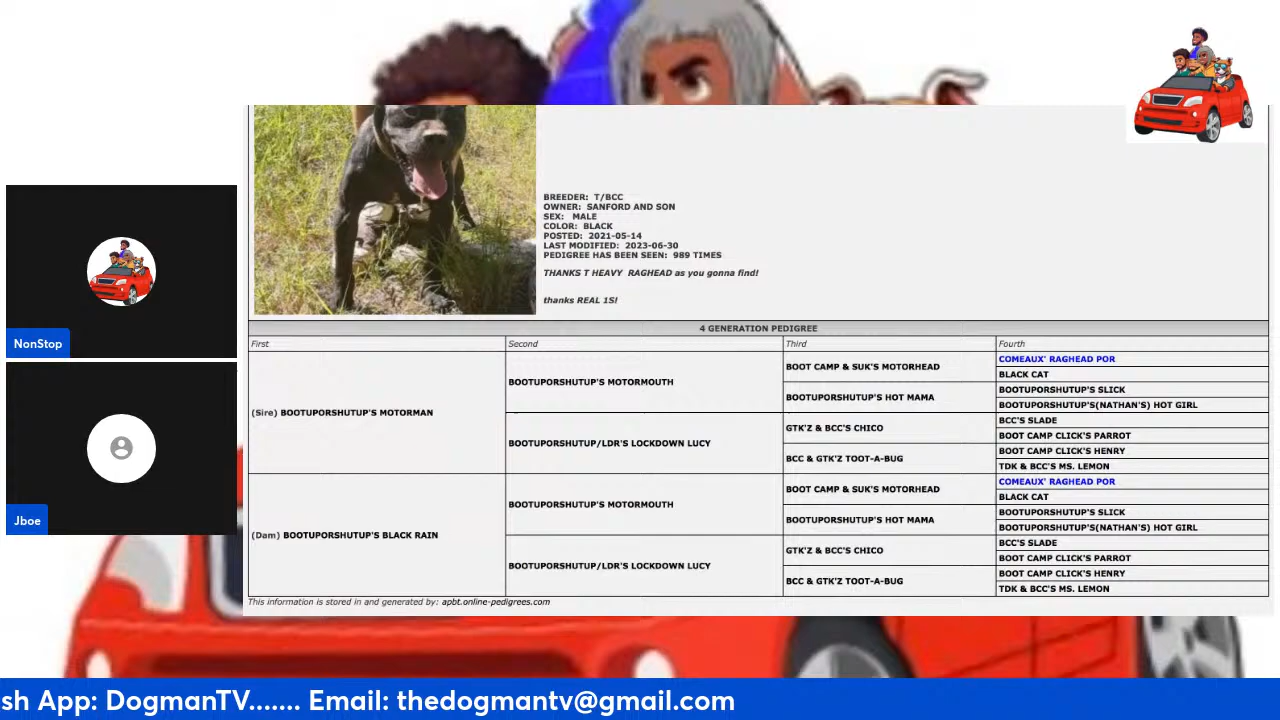 BREEDER: T/BCC
OWNER: SANFORD AND SON
SEX: MALE
COLOR: BLACK
POSTED: 2021-05-14
LAST MODIFIED: 2023-06-30
PEDIGREE HAS BEEN SEEN: 989 TIMES
THANKS T HEAVY RAGHEAD as you gonna find!
thanks REAL 1S!
4 GENERATION PEDIGREE
First Second Third Fourth
(Sire) BOOTUPORSHUTUP'S MOTORMAN
BOOTUPORSHUTUP'S MOTORMOUTH
BOOT CAMP & SUK'S MOTORHEAD
COMEAUX' RAGHEAD POR
BLACK CAT
BOOTUPORSHUTUP'S HOT MAMA
BOOTUPORSHUTUP'S SLICK
BOOTUPORSHUTUP'S(NATHAN'S) HOT GIRL
BOOTUPORSHUTUP/LDR'S LOCKDOWN LUCY
GTK'Z & BCC'S CHICO
BCC'S SLADE
BOOT CAMP CLICK'S PARROT
BCC & GTK'Z TOOT-A-BUG
BOOT CAMP CLICK'S HENRY
TDK & BCC'S MS. LEMON
(Dam) BOOTUPORSHUTUP'S BLACK RAIN
BOOTUPORSHUTUP'S MOTORMOUTH
BOOT CAMP & SUK'S MOTORHEAD
COMEAUX' RAGHEAD POR
BLACK CAT
BOOTUPORSHUTUP'S HOT MAMA
BOOTUPORSHUTUP'S SLICK
BOOTUPORSHUTUP'S(NATHAN'S) HOT GIRL
BOOTUPORSHUTUP/LDR'S LOCKDOWN LUCY
GTK'Z & BCC'S CHICO
BCC'S SLADE
BOOT CAMP CLICK'S PARROT
BCC & GTK'Z TOOT-A-BUG
BOOT CAMP CLICK'S HENRY
TDK & BCC'S MS. LEMON
This information is stored in and generated by: apbt.online-pedigrees.com
NonStop
Jboe
sh App: DogmanTV....... Email: thedogmantv@gmail.com